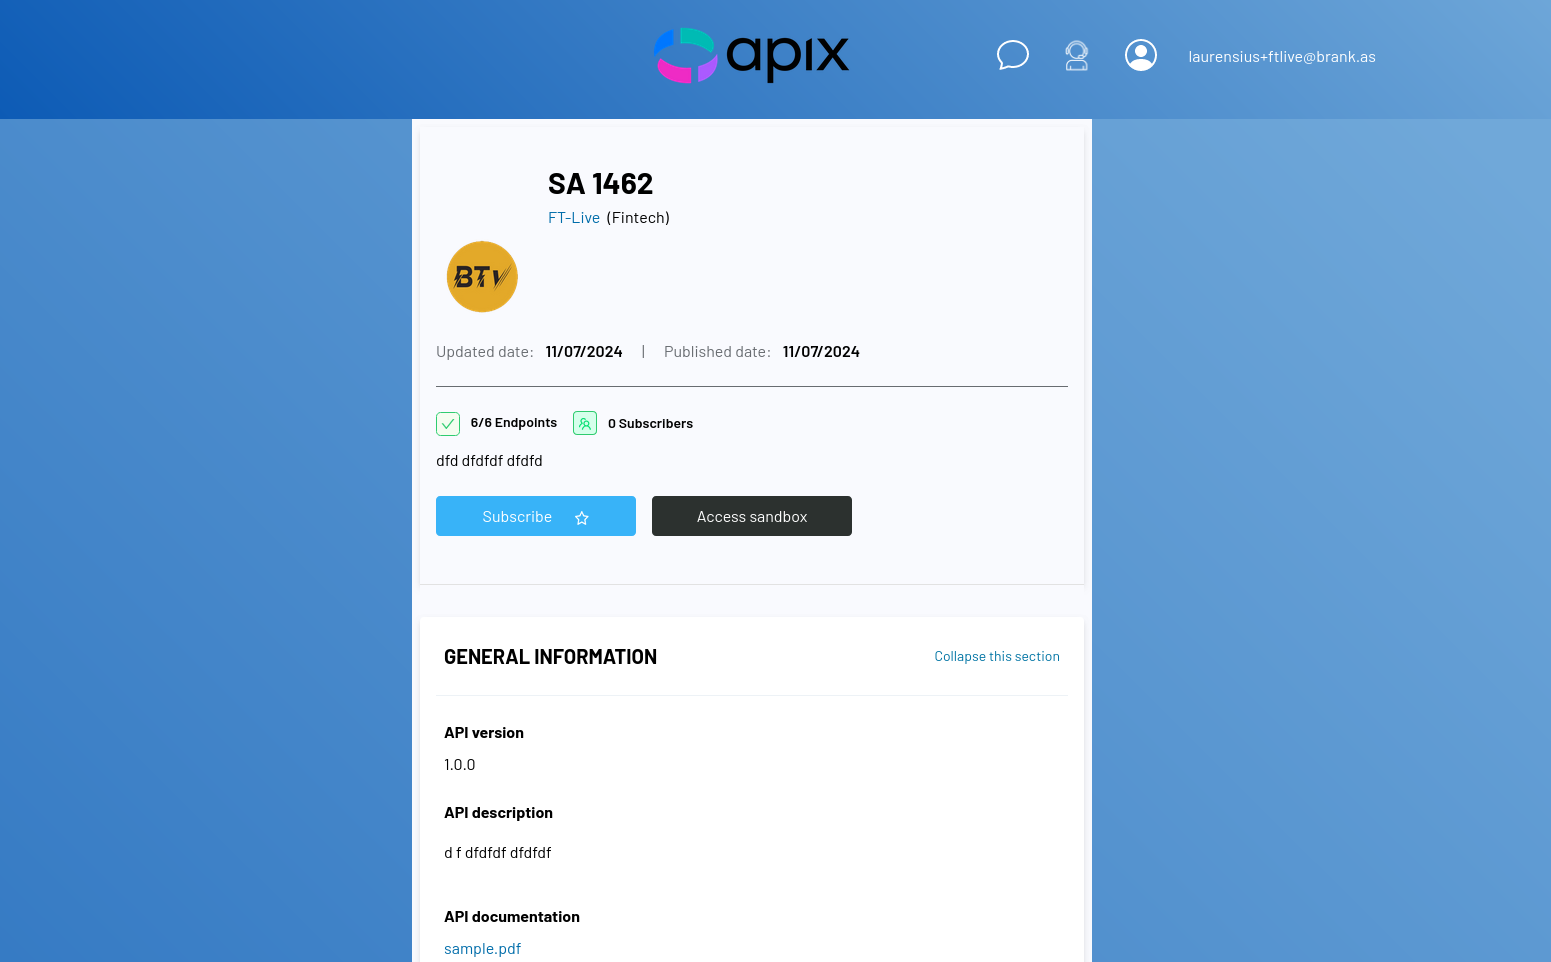 apix
laurensius+ftlive@brank.as
SA 1462
FT-Live (Fintech)
BTV
Updated date: 11/07/2024 | Published date: 11/07/2024
6/6 Endpoints 0 Subscribers
dfd dfdfdf dfdfd
Subscribe Access sandbox
GENERAL INFORMATION Collapse this section
API version
1.0.0
API description
d f dfdfdf dfdfdf
API documentation
sample.pdf